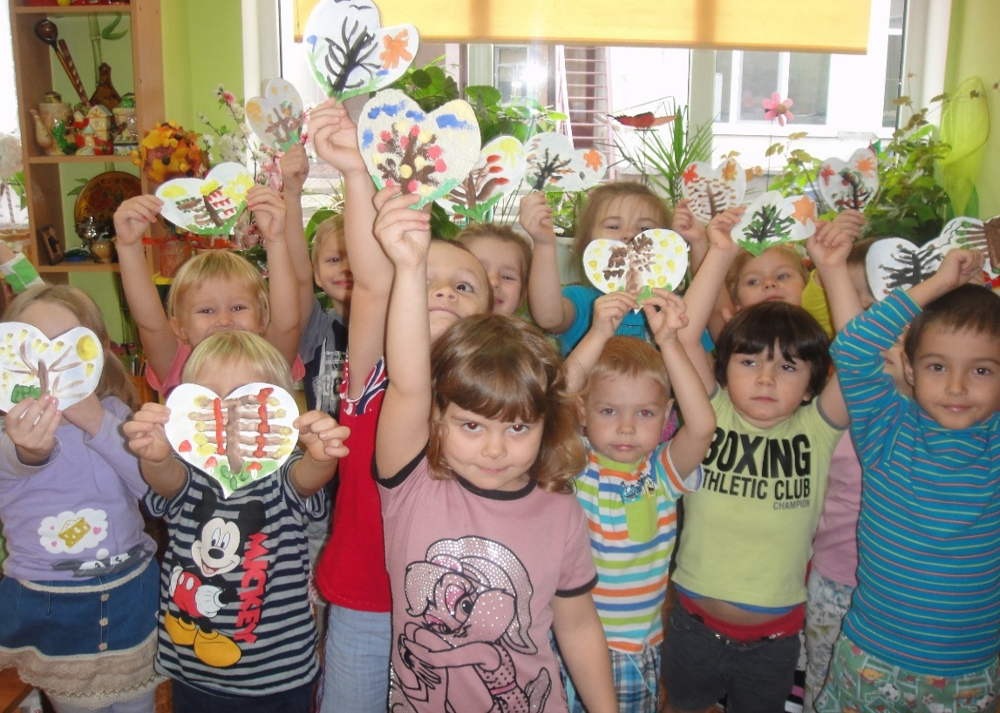 MICKEY
BOXING
ATHLETIC CLUB
CHAMPION